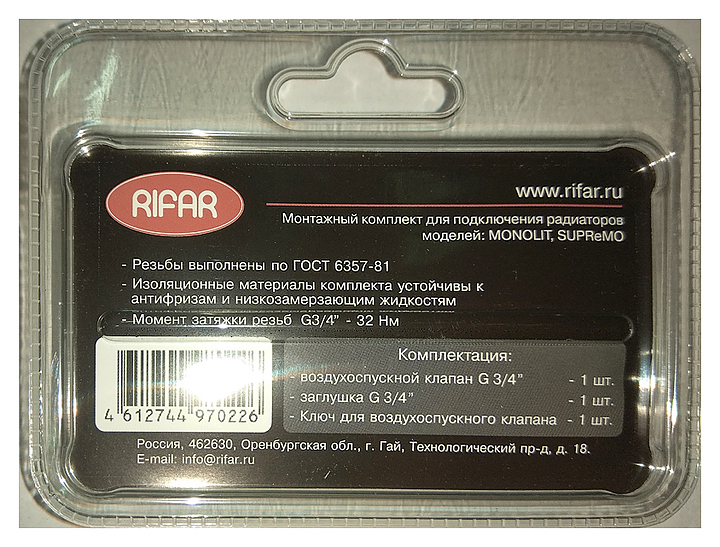 RIFAR
www.rifar.ru
Монтажный комплект для подключения радиаторов
моделей: MONOLIT, SUPReMO
- Резьбы выполнены по ГОСТ 6357-81
- Изоляционные материалы комплекта устойчивы к
антифризам и низкозамерзающим жидкостям
- Момент затяжки резьб G3/4" - 32 Нм
Комплектация:
- воздухоспускной клапан G 3/4" - 1 шт.
- заглушка G 3/4" - 1 шт.
- Ключ для воздухоспускного клапана - 1 шт.
4 612744 970226
Россия, 462630, Оренбургская обл., г. Гай, Технологический пр-д, д. 18.
E-mail: info@rifar.ru